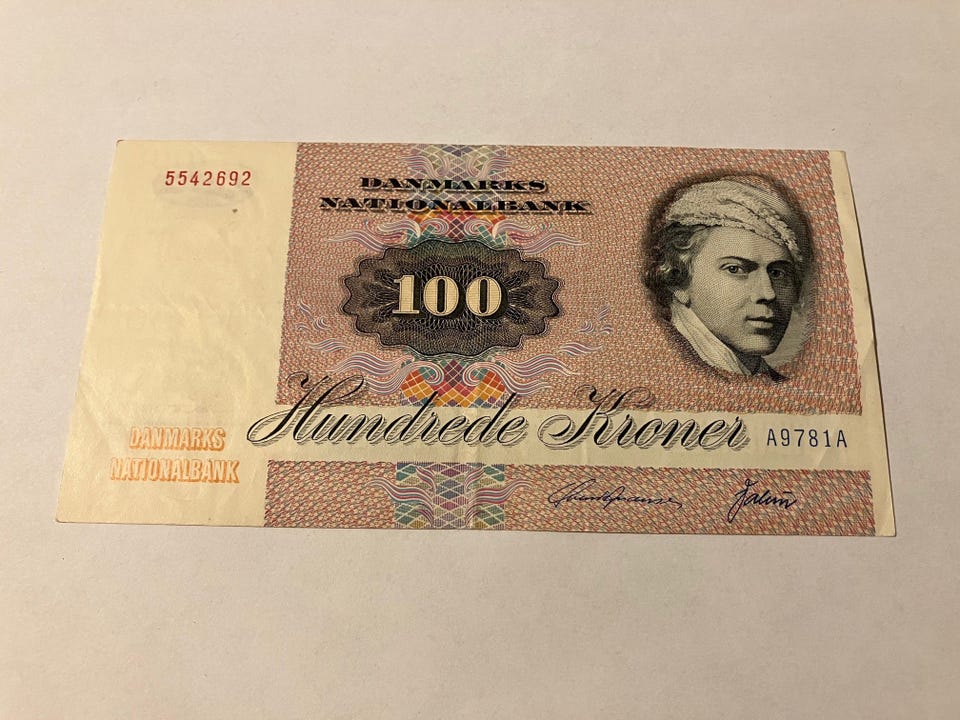 5542692
DANMARKS
NATIONALBANK
100
Hundrede Kroner
A9781A
DANMARKS
NATIONALBANK